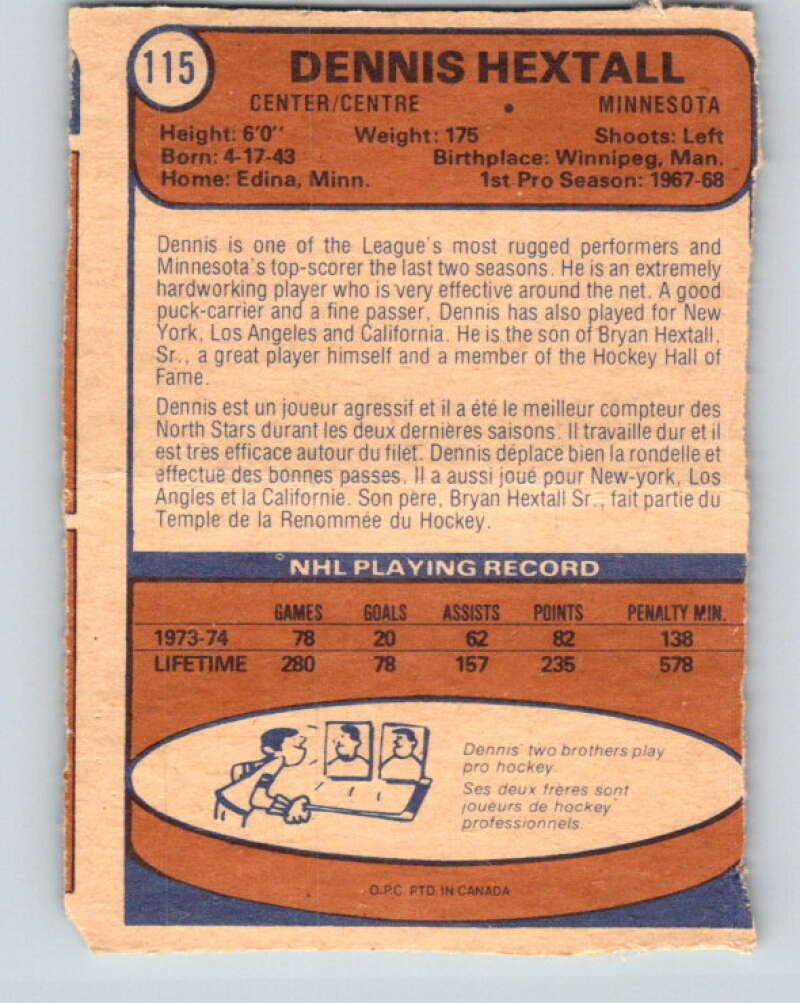 115
DENNIS HEXTALL
CENTER/CENTRE • MINNESOTA
Height: 6'0" Weight: 175 Shoots: Left
Born: 4-17-43 Birthplace: Winnipeg, Man.
Home: Edina, Minn. 1st Pro Season: 1967-68
Dennis is one of the League's most rugged performers and
Minnesota's top-scorer the last two seasons. He is an extremely
hardworking player who is very effective around the net. A good
puck-carrier and a fine passer, Dennis has also played for New
York, Los Angeles and California. He is the son of Bryan Hextall,
Sr., a great player himself and a member of the Hockey Hall of
Fame.
Dennis est un joueur agressif et il a été le meilleur compteur des
North Stars durant les deux dernières saisons. Il travaille dur et il
est très efficace autour du filet. Dennis déplace bien la rondelle et
effectue des bonnes passes. Il a aussi joué pour New-york, Los
Angles et la Californie. Son père, Bryan Hextall Sr., fait partie du
Temple de la Renommée du Hockey.
NHL PLAYING RECORD
GAMES GOALS ASSISTS POINTS PENALTY MIN.
1973-74 78 20 62 82 138
LIFETIME 280 78 157 235 578
Dennis' two brothers play
pro hockey.
Ses deux frères sont
joueurs de hockey
professionnels.
O.P.C. PTD. IN CANADA